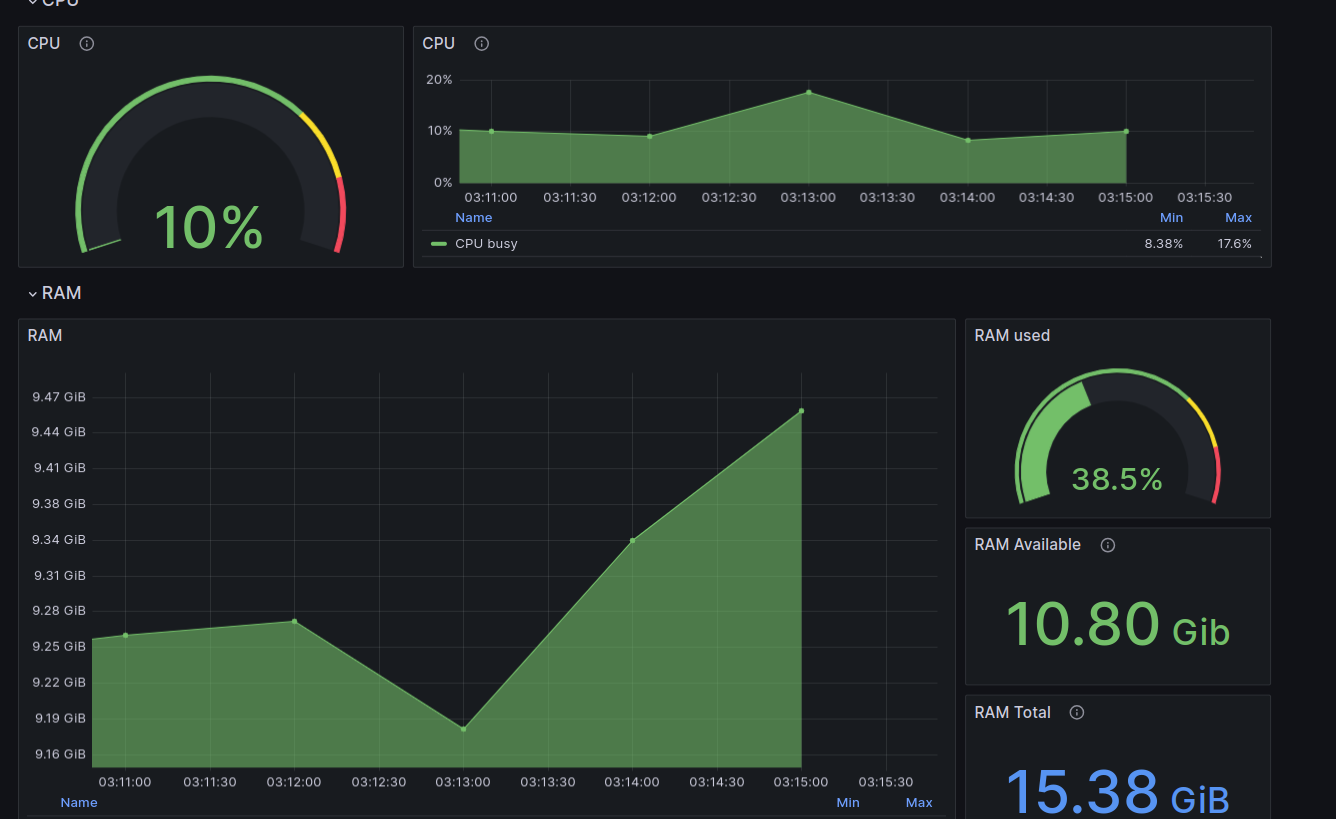 CPU
CPU
CPU
20%
10%
0%
10%
03:11:00 03:11:30 03:12:00 03:12:30 03:13:00 03:13:30 03:14:00 03:14:30 03:15:00 03:15:30
Name Min Max
CPU busy 8.38% 17.6%
RAM
RAM
9.47 GiB
9.44 GiB
9.41 GiB
9.38 GiB
9.34 GiB
9.31 GiB
9.28 GiB
9.25 GiB
9.22 GiB
9.19 GiB
9.16 GiB
03:11:00 03:11:30 03:12:00 03:12:30 03:13:00 03:13:30 03:14:00 03:14:30 03:15:00 03:15:30
Name Min Max
RAM used
38.5%
RAM Available
10.80 Gib
RAM Total
15.38 GiB